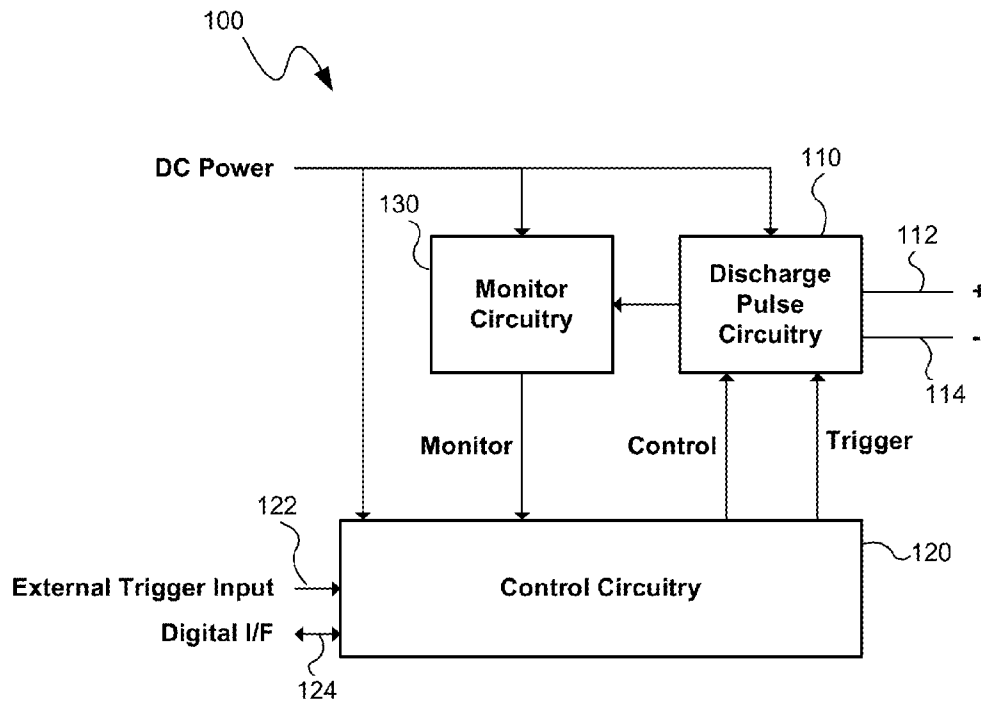 100
DC Power
110
130
112
Discharge
Pulse
Circuitry
+
Monitor
Circuitry
-
114
Monitor
Control
Trigger
122
120
External Trigger Input
Control Circuitry
Digital I/F
124